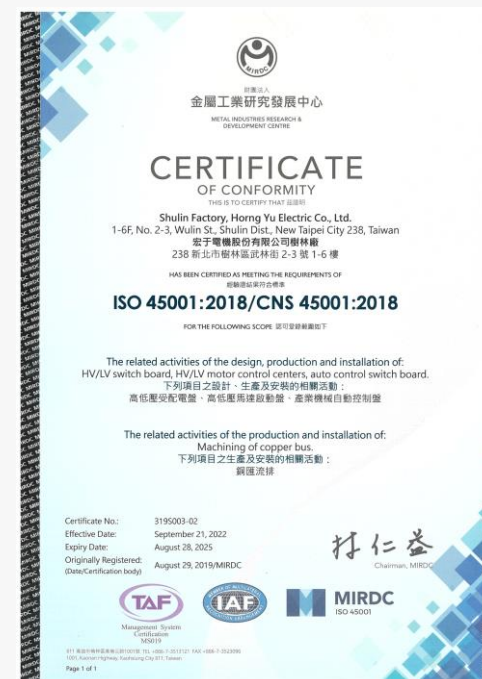 MIRDC
財團法人
金屬工業研究發展中心
METAL INDUSTRIES RESEARCH &
DEVELOPMENT CENTRE
CERTIFICATE
OF CONFORMITY
THIS IS TO CERTIFY THAT 茲證明
Shulin Factory, Horng Yu Electric Co., Ltd.
1-6F, No. 2-3, Wulin St., Shulin Dist., New Taipei City 238, Taiwan
宏于電機股份有限公司樹林廠
238 新北市樹林區武林街 2-3 號 1-6 樓
HAS BEEN CERTIFIED AS MEETING THE REQUIREMENTS OF
經驗證結果符合標準
ISO 45001:2018/CNS 45001:2018
FOR THE FOLLOWING SCOPE 認可登錄範圍如下
The related activities of the design, production and installation of:
HV/LV switch board, HV/LV motor control centers, auto control switch board.
下列項目之設計、生產及安裝的相關活動：
高低壓受配電盤、高低壓馬達啟動盤、產業機械自動控制盤
The related activities of the production and installation of:
Machining of copper bus.
下列項目之生產及安裝的相關活動：
銅匯流排
Certificate No.: 319S003-02
Effective Date: September 21, 2022
Expiry Date: August 28, 2025
Originally Registered: August 29, 2019/MIRDC
(Date/Certification body)
Chairman, MIRDC
TAF
Management System
Certification
MS019
IAF
MIRDC
ISO 45001
1001, Kaonan Highway, Kaohsiung City 811, Taiwan
Page 1 of 1